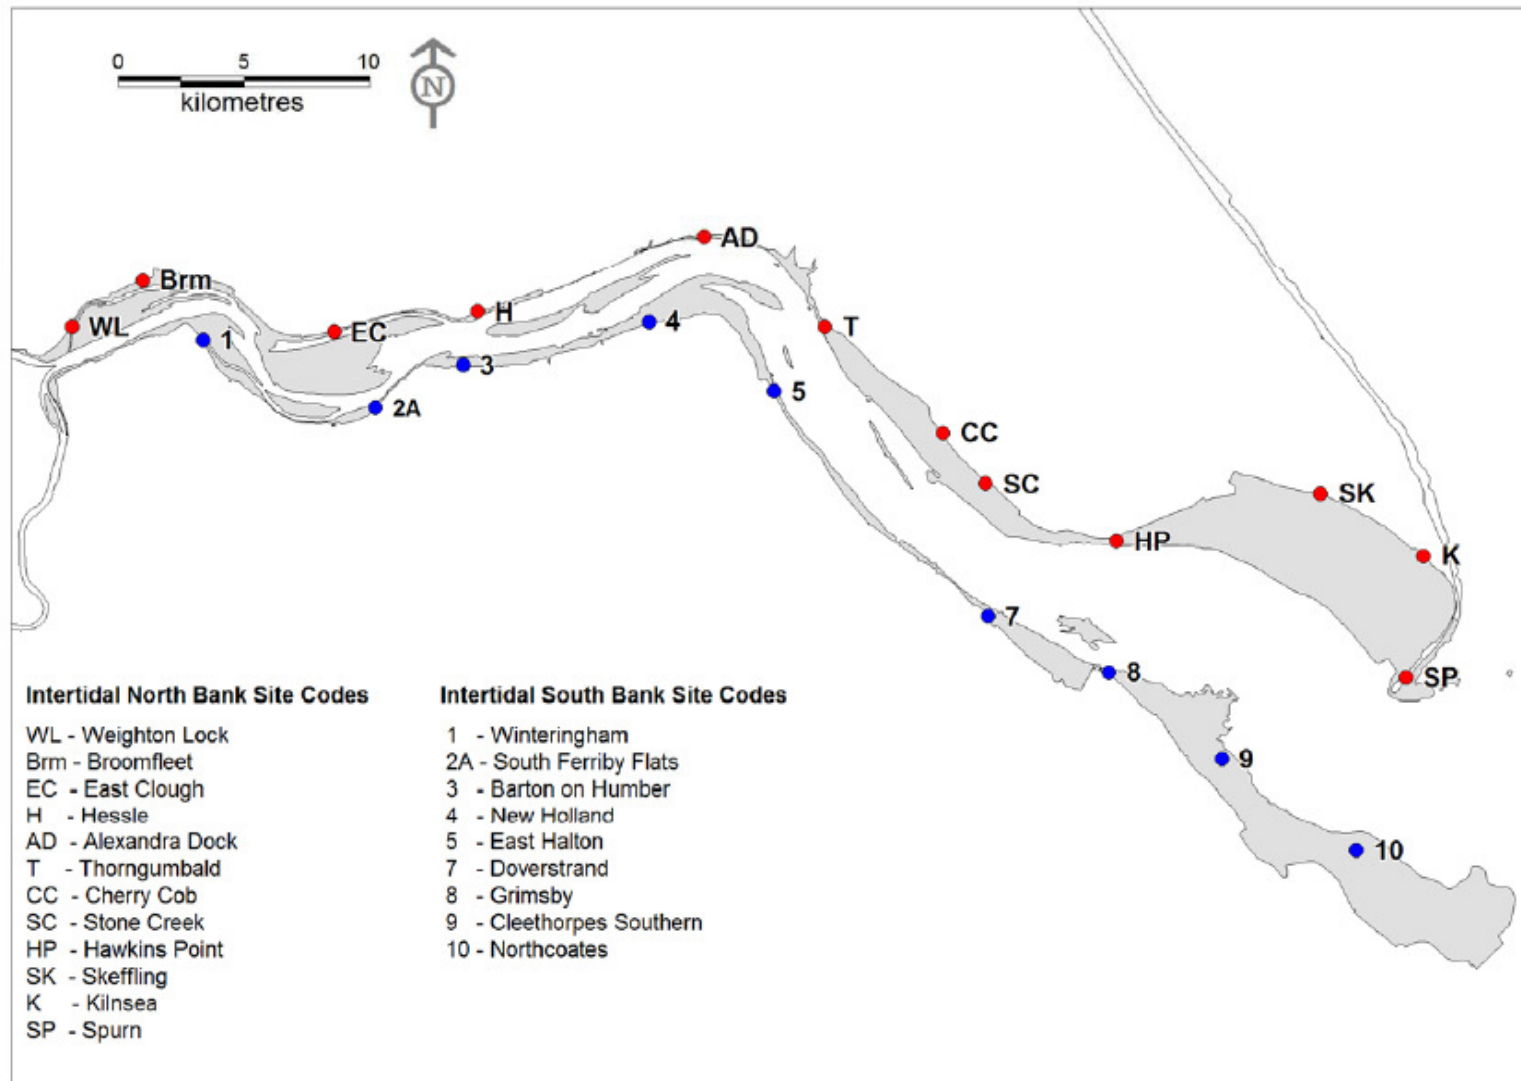 0 5 10
kilometres
N
AD
Brm
H
WL
EC
T
1
4
3
5
2A
CC
SC
SK
HP
K
7
8
SP
9
10
Intertidal North Bank Site Codes
WL - Weighton Lock
Brm - Broomfleet
EC - East Clough
H - Hessle
AD - Alexandra Dock
T - Thorngumbald
CC - Cherry Cob
SC - Stone Creek
HP - Hawkins Point
SK - Skeffling
K - Kilnsea
SP - Spurn
Intertidal South Bank Site Codes
1 - Winteringham
2A - South Ferriby Flats
3 - Barton on Humber
4 - New Holland
5 - East Halton
7 - Doverstrand
8 - Grimsby
9 - Cleethorpes Southern
10 - Northcoates